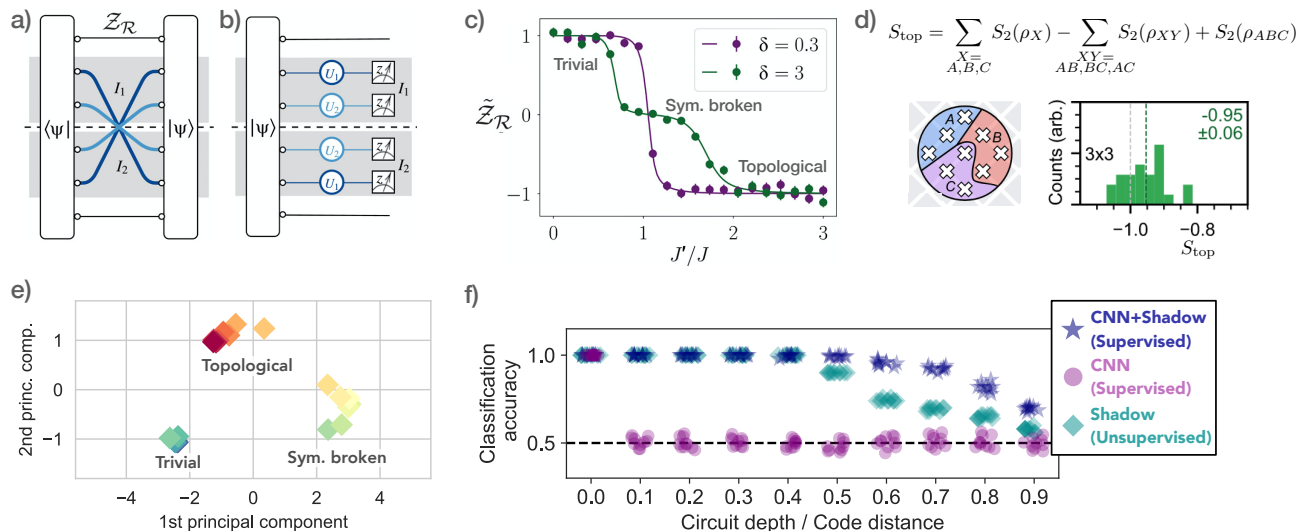 a)
𝒵_ℛ
⟨ψ|
I₁
I₂
|ψ⟩
b)
|ψ⟩
U₁ z
I₁
U₂ z
U₂ z
I₂
U₁ z
c)
δ = 0.3
δ = 3
Trivial
Sym. broken
Topological
𝒵̃_ℛ
1
0
−1
0 1 2 3
J′/J
d)
S_top = ∑ S₂(ρ_X) − ∑ S₂(ρ_XY) + S₂(ρ_ABC)
X= XY=
A,B,C AB,BC,AC
A
B
C
Counts (arb.)
3x3
-0.95
±0.06
−1.0 −0.8
S_top
e)
2nd princ. comp.
1
0
−1
Topological
Trivial
Sym. broken
−4 −2 0 2 4
1st principal component
f)
Classification
accuracy
1.0
0.5
0.0 0.1 0.2 0.3 0.4 0.5 0.6 0.7 0.8 0.9
Circuit depth / Code distance
CNN+Shadow
(Supervised)
CNN
(Supervised)
Shadow
(Unsupervised)